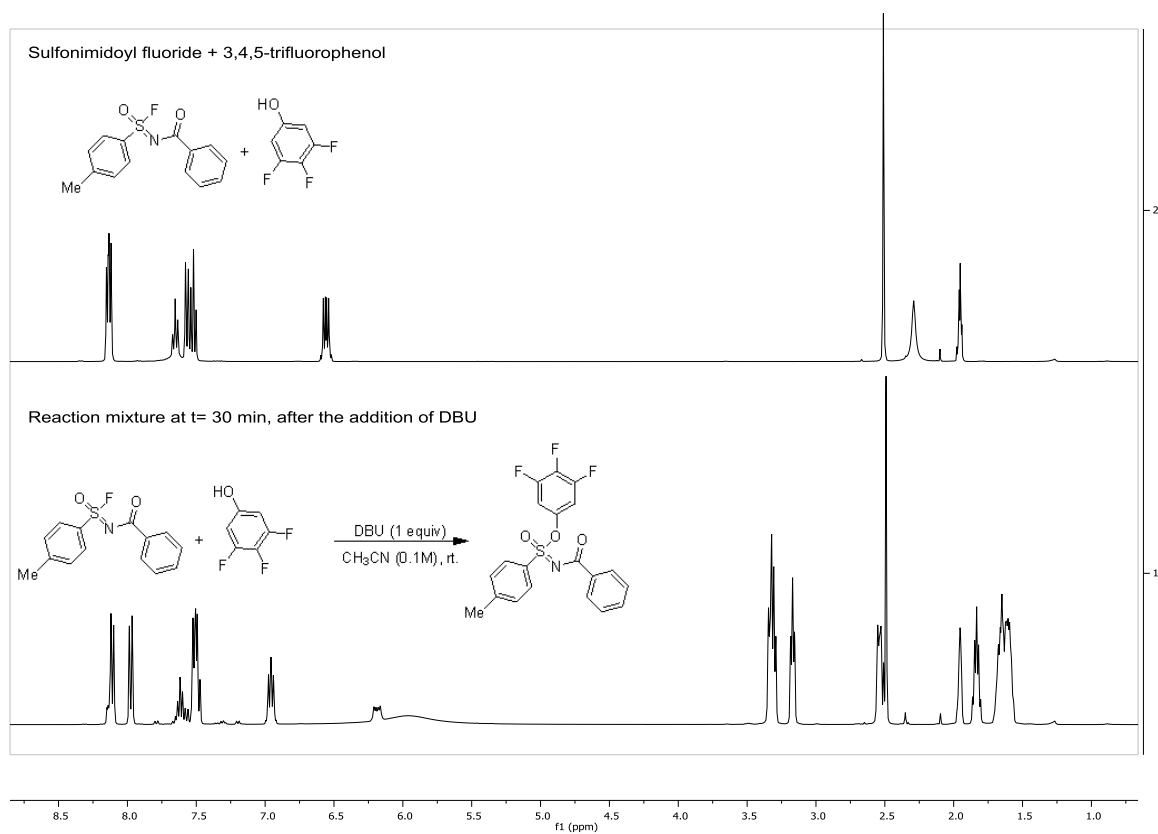 Sulfonimidoyl fluoride + 3,4,5-trifluorophenol
O F O HO
S N + F
Me F F
2
Reaction mixture at t= 30 min, after the addition of DBU
F
F F
O F O HO O
S N + F DBU (1 equiv) O S N O
Me F F CH3CN (0.1M), rt. Me
1
8.5 8.0 7.5 7.0 6.5 6.0 5.5 5.0 4.5 4.0 3.5 3.0 2.5 2.0 1.5 1.0
f1 (ppm)